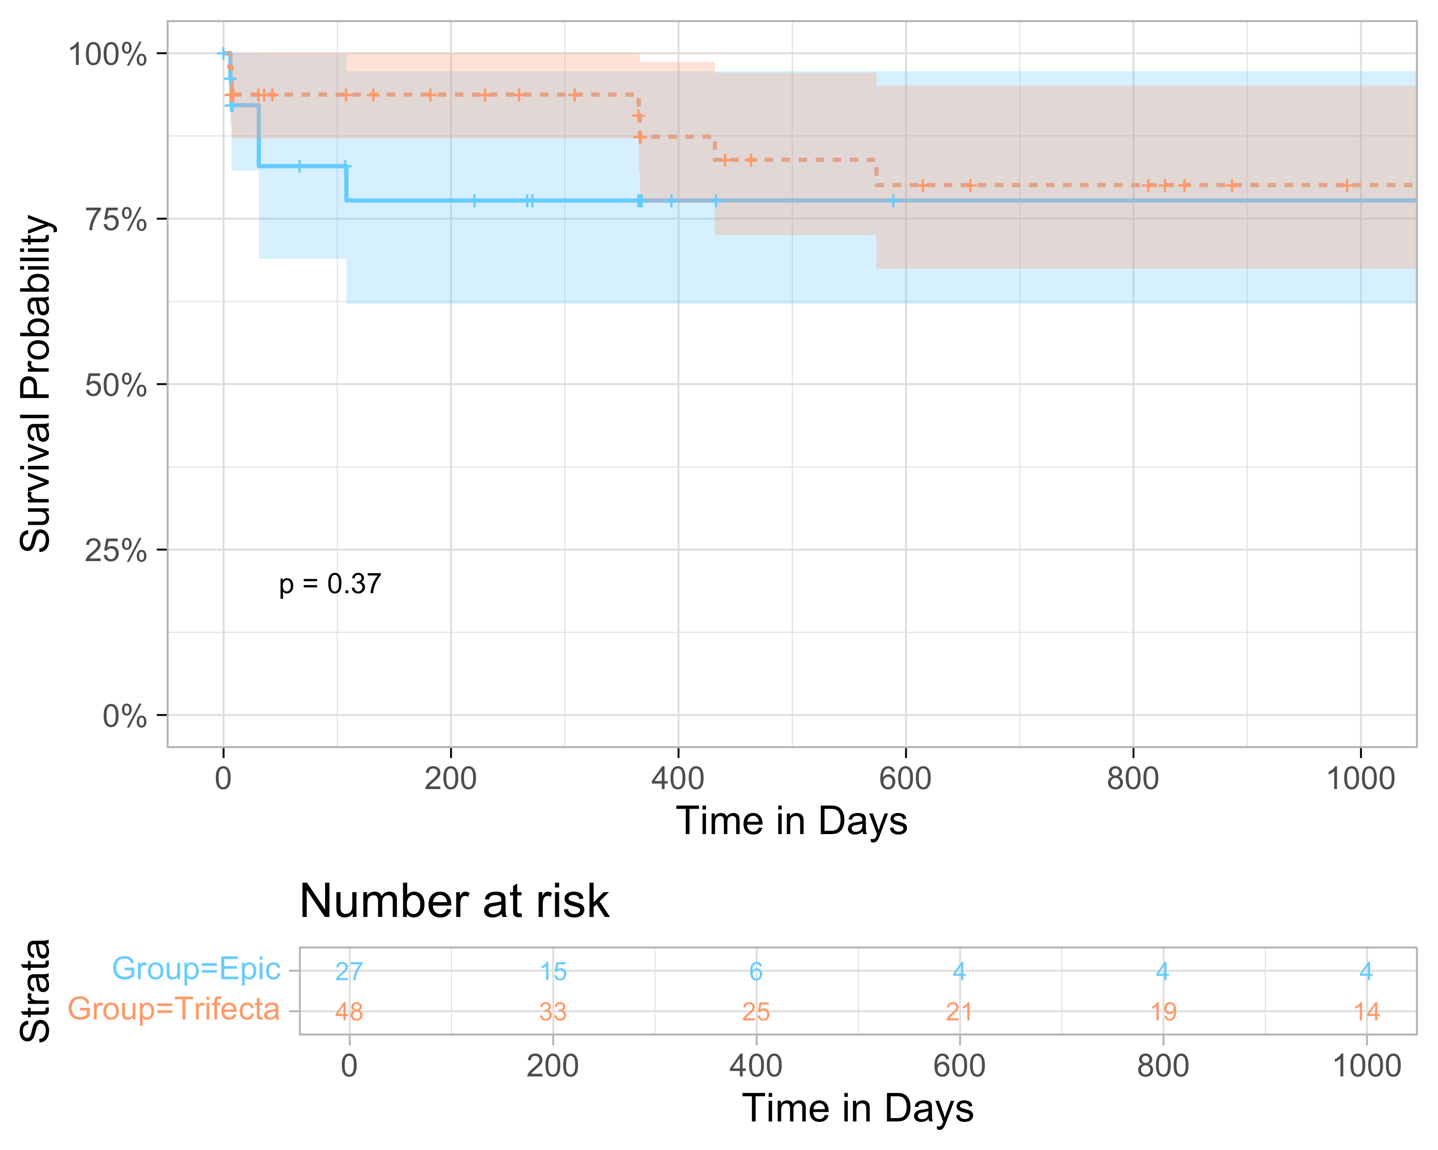 100%
75%
50%
25%
0%
Survival Probability
p = 0.37
0 200 400 600 800 1000
Time in Days
Number at risk
Strata
Group=Epic 27 15 6 4 4 4
Group=Trifecta 48 33 25 21 19 14
0 200 400 600 800 1000
Time in Days